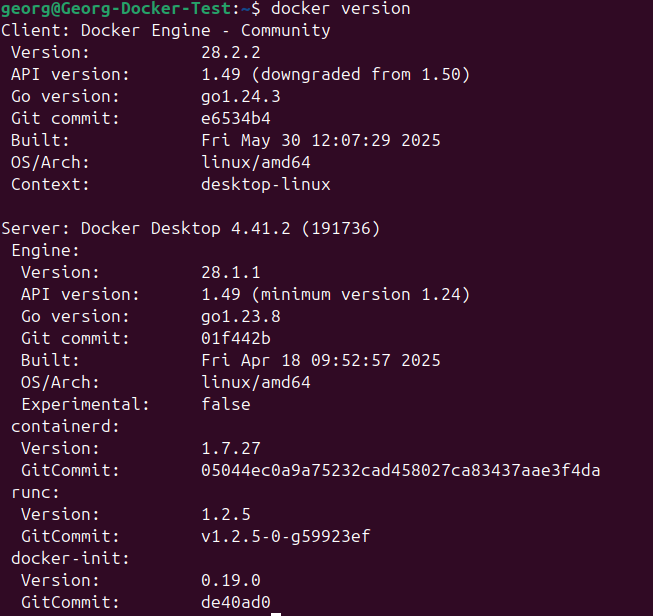 georg@Georg-Docker-Test:~$ docker version
Client: Docker Engine - Community
 Version:           28.2.2
 API version:       1.49 (downgraded from 1.50)
 Go version:        go1.24.3
 Git commit:        e6534b4
 Built:             Fri May 30 12:07:29 2025
 OS/Arch:           linux/amd64
 Context:           desktop-linux

Server: Docker Desktop 4.41.2 (191736)
 Engine:
  Version:          28.1.1
  API version:      1.49 (minimum version 1.24)
  Go version:       go1.23.8
  Git commit:       01f442b
  Built:            Fri Apr 18 09:52:57 2025
  OS/Arch:          linux/amd64
  Experimental:     false
 containerd:
  Version:          1.7.27
  GitCommit:        05044ec0a9a75232cad458027ca83437aae3f4da
 runc:
  Version:          1.2.5
  GitCommit:        v1.2.5-0-g59923ef
 docker-init:
  Version:          0.19.0
  GitCommit:        de40ad0